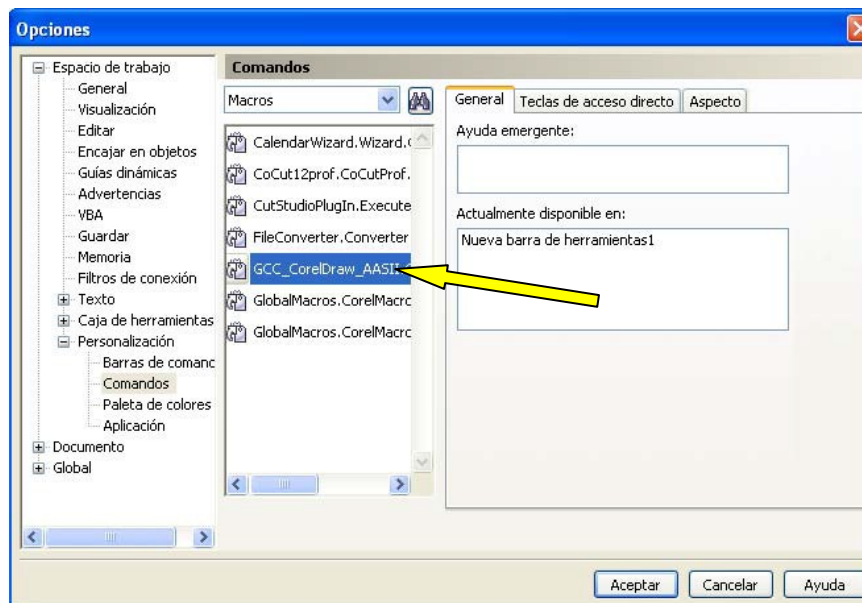 Opciones
Espacio de trabajo
General
Visualización
Editar
Encajar en objetos
Guías dinámicas
Advertencias
VBA
Guardar
Memoria
Filtros de conexión
Texto
Caja de herramientas
Personalización
Barras de comanc
Comandos
Paleta de colores
Aplicación
Documento
Global
Comandos
Macros
CalendarWizard.Wizard.
CoCut12prof.CoCutProf.
CutStudioPlugIn.Execute
FileConverter.Converter
GCC_CorelDraw_AASII
GlobalMacros.CorelMacrc
GlobalMacros.CorelMacrc
General Teclas de acceso directo Aspecto
Ayuda emergente:
Actualmente disponible en:
Nueva barra de herramientas1
Aceptar Cancelar Ayuda